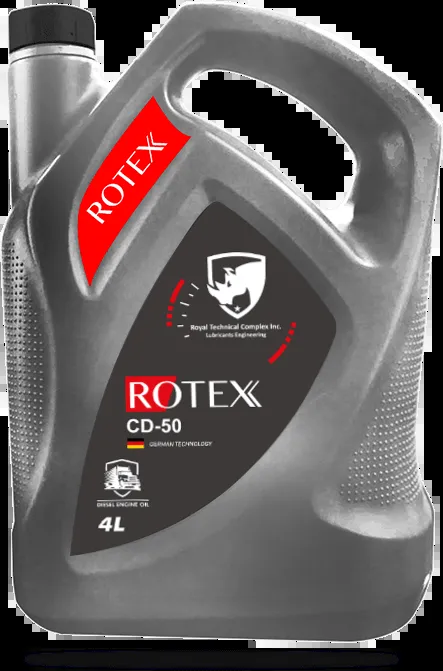 ROTEX
Royal Technical Complex Inc.
Lubricants Engineering
ROTEX
CD-50
GERMAN TECHNOLOGY
DIESEL ENGINE OIL
4L